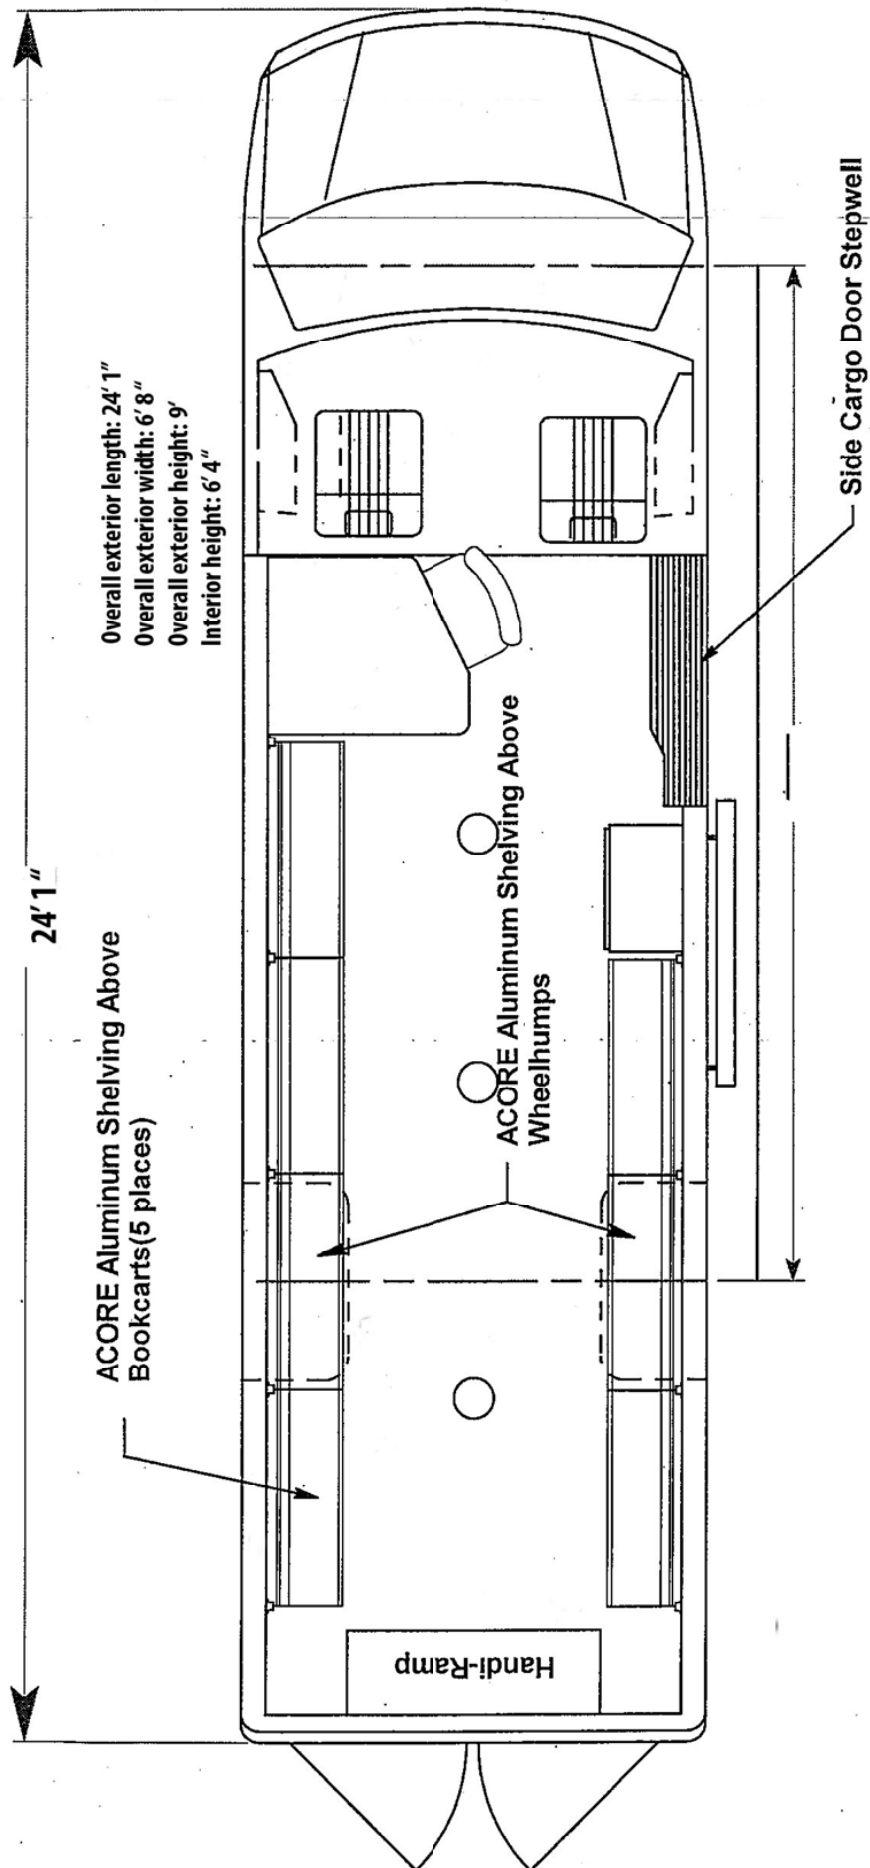 24' 1"
Overall exterior length: 24' 1"
Overall exterior width: 6' 8"
Overall exterior height: 9'
Interior height: 6' 4"
ACORE Aluminum Shelving Above
Bookcarts(5 places)
ACORE Aluminum Shelving Above
Wheelhumps
Side Cargo Door Stepwell
Handi-Ramp